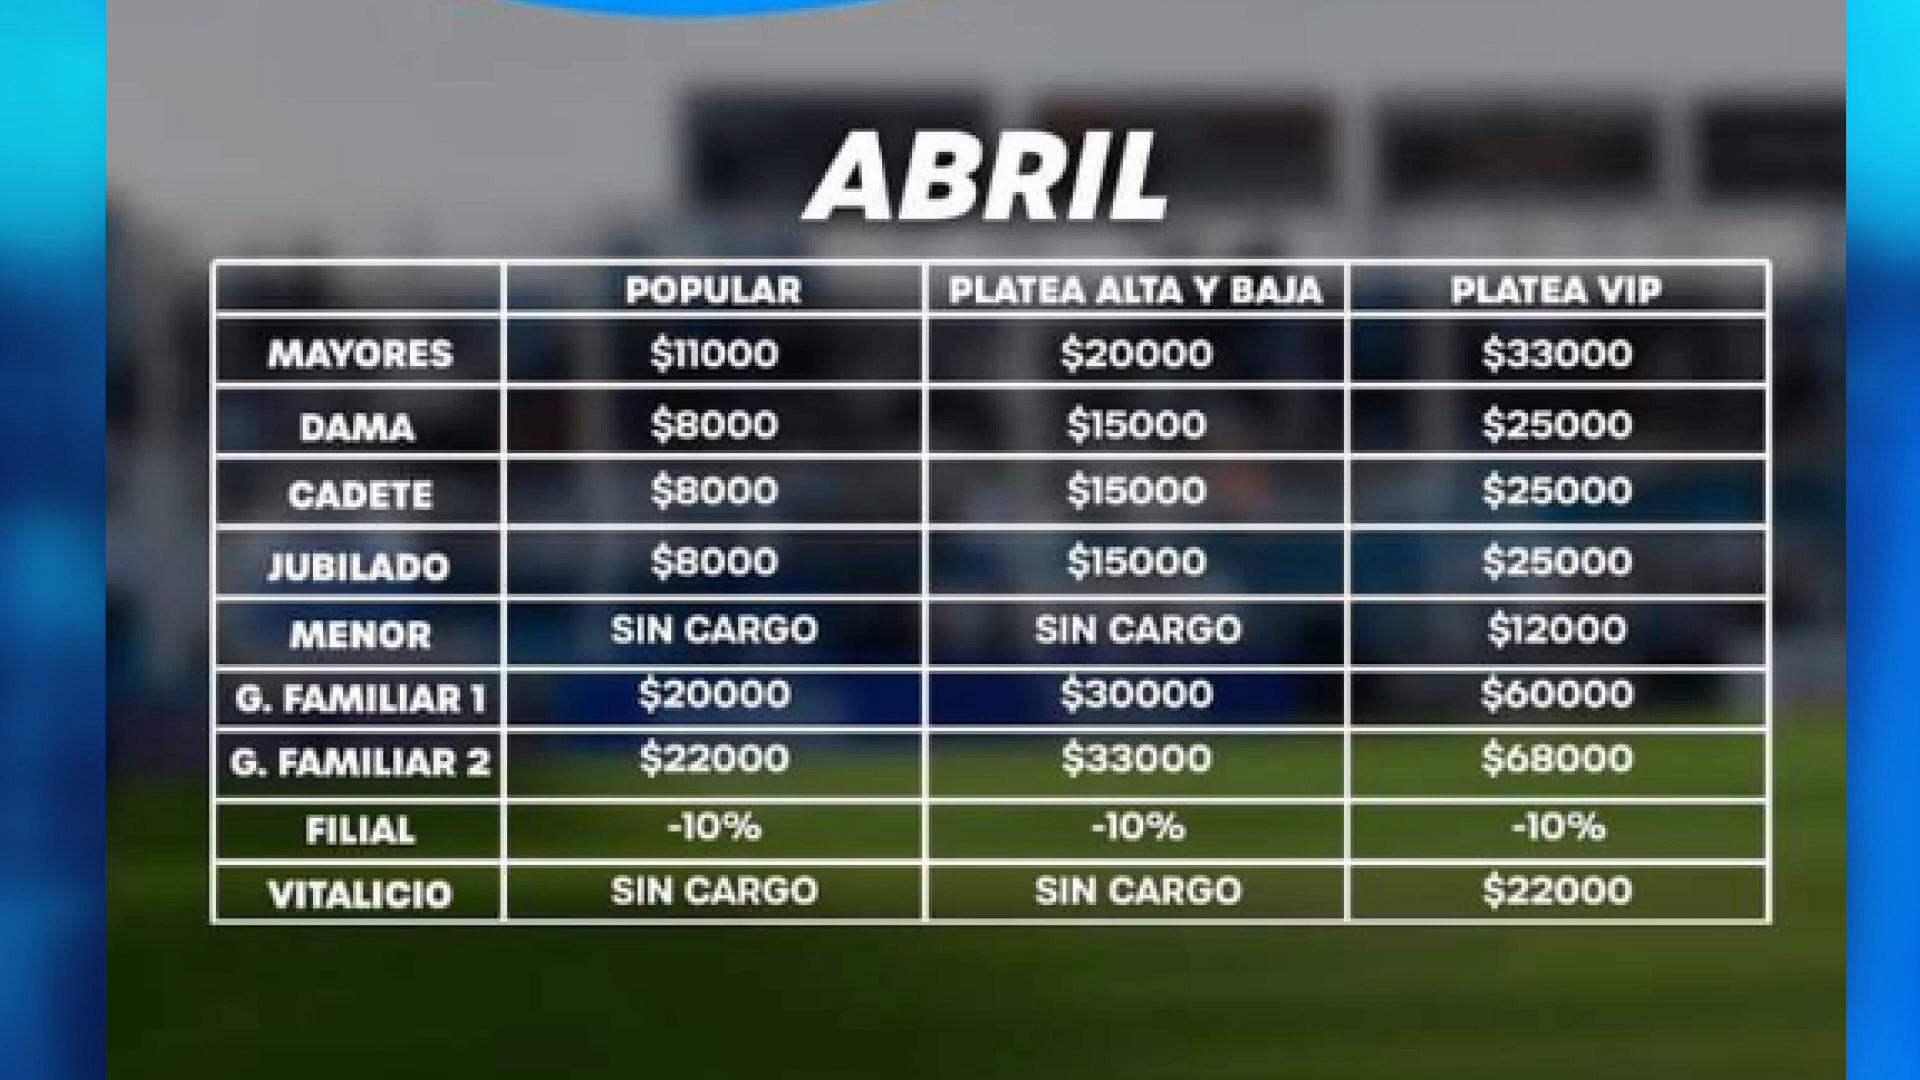 ABRIL
POPULAR PLATEA ALTA Y BAJA PLATEA VIP
MAYORES $11000 $20000 $33000
DAMA $8000 $15000 $25000
CADETE $8000 $15000 $25000
JUBILADO $8000 $15000 $25000
MENOR SIN CARGO SIN CARGO $12000
G. FAMILIAR 1 $20000 $30000 $60000
G. FAMILIAR 2 $22000 $33000 $68000
FILIAL -10% -10% -10%
VITALICIO SIN CARGO SIN CARGO $22000